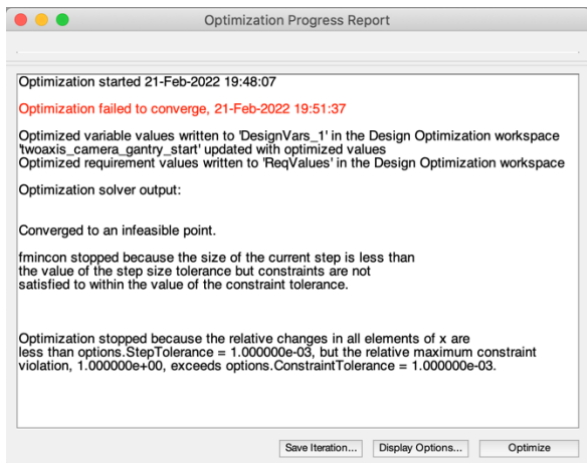 Optimization Progress Report
Optimization started 21-Feb-2022 19:48:07
Optimization failed to converge, 21-Feb-2022 19:51:37
Optimized variable values written to 'DesignVars_1' in the Design Optimization workspace
'twoaxis_camera_gantry_start' updated with optimized values
Optimized requirement values written to 'ReqValues' in the Design Optimization workspace
Optimization solver output:
Converged to an infeasible point.
fmincon stopped because the size of the current step is less than
the value of the step size tolerance but constraints are not
satisfied to within the value of the constraint tolerance.
Optimization stopped because the relative changes in all elements of x are
less than options.StepTolerance = 1.000000e-03, but the relative maximum constraint
violation, 1.000000e+00, exceeds options.ConstraintTolerance = 1.000000e-03.
Save Iteration... Display Options... Optimize